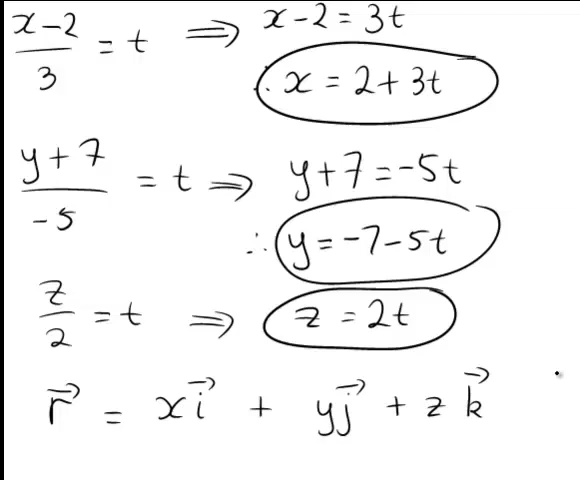 x-2/3 = t ⟹ x-2 = 3t
∴ x = 2+3t
y+7/-5 = t ⟹ y+7 = -5t
∴ y = -7-5t
z/2 = t ⟹ z = 2t
r⃗ = xi⃗ + yj⃗ + zk⃗